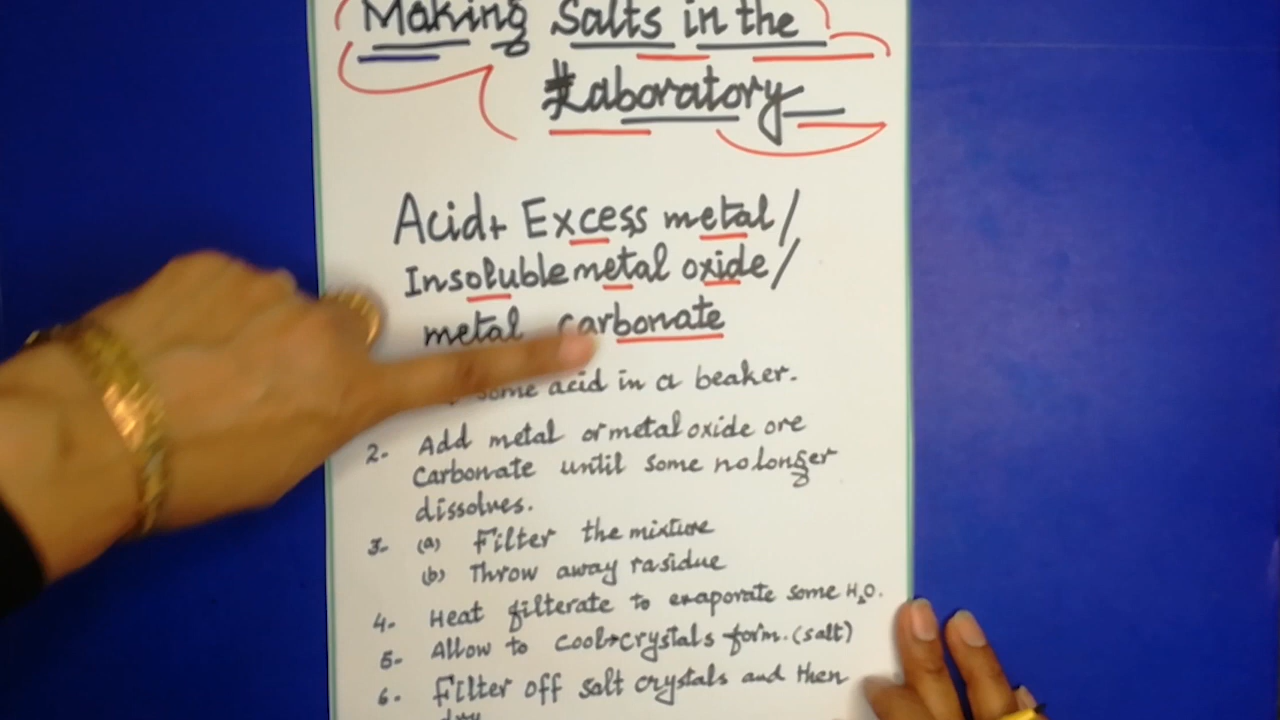 Making Salts in the
Laboratory
Acid+ Excess metal/
Insoluble metal oxide/
metal carbonate
some acid in a beaker.
2- Add metal or metal oxide ore
Carbonate until some no longer
dissolves.
3- (a) Filter the mixture
(b) Throw away rasidue
4- Heat filterate to evaporate some H₂O.
5- Allow to cool→crystals form. (salt)
6- Filter off salt crystals and then